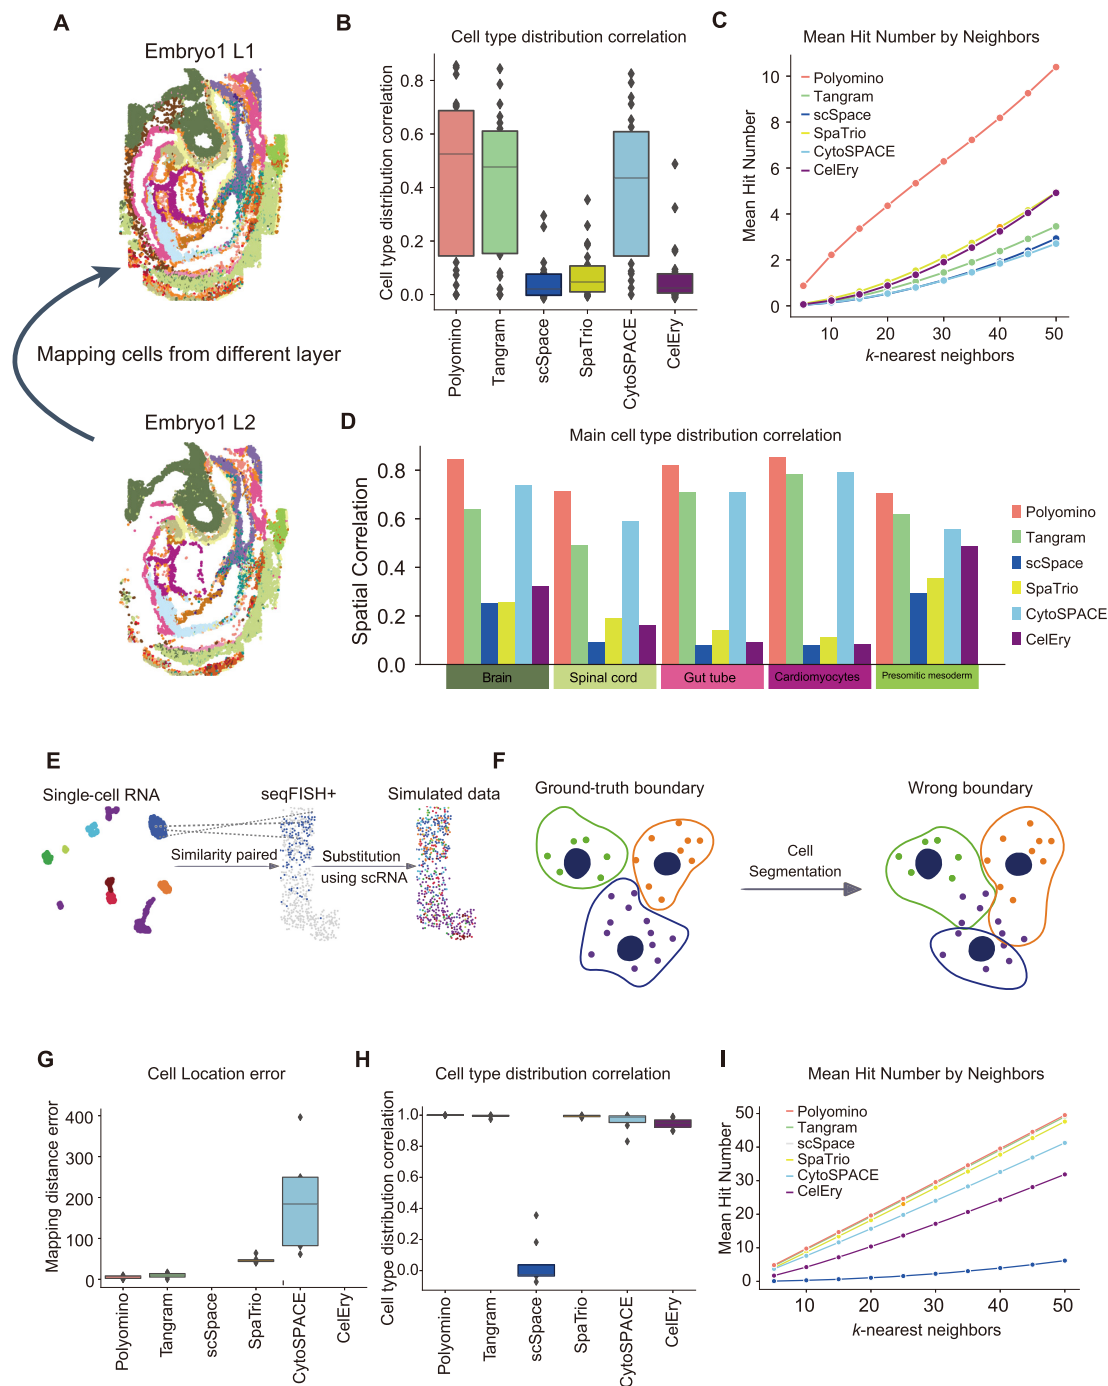 A
Embryo1 L1
Mapping cells from different layer
Embryo1 L2
B
Cell type distribution correlation
Cell type distribution correlation
0.8
0.6
0.4
0.2
0.0
Polyomino
Tangram
scSpace
SpaTrio
CytoSPACE
CelEry
C
Mean Hit Number by Neighbors
Mean Hit Number
10
8
6
4
2
0
Polyomino
Tangram
scSpace
SpaTrio
CytoSPACE
CelEry
10 20 30 40 50
k-nearest neighbors
D
Main cell type distribution correlation
Spatial Correlation
0.8
0.6
0.4
0.2
0.0
Brain
Spinal cord
Gut tube
Cardiomyocytes
Presomitic mesoderm
Polyomino
Tangram
scSpace
SpaTrio
CytoSPACE
CelEry
E
Single-cell RNA
seqFISH+
Simulated data
Similarity paired
Substitution
using scRNA
F
Ground-truth boundary
Wrong boundary
Cell
Segmentation
G
Cell Location error
Mapping distance error
400
300
200
100
0
Polyomino
Tangram
scSpace
SpaTrio
CytoSPACE
CelEry
H
Cell type distribution correlation
Cell type distribution correlation
1.0
0.8
0.6
0.4
0.2
0.0
Polyomino
Tangram
scSpace
SpaTrio
CytoSPACE
CelEry
I
Mean Hit Number by Neighbors
Mean Hit Number
50
40
30
20
10
0
Polyomino
Tangram
scSpace
SpaTrio
CytoSPACE
CelEry
10 20 30 40 50
k-nearest neighbors